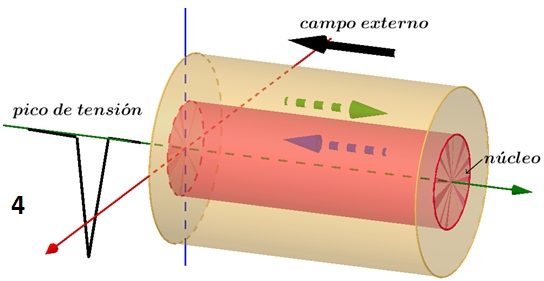 campo externo
pico de tensión
núcleo
4